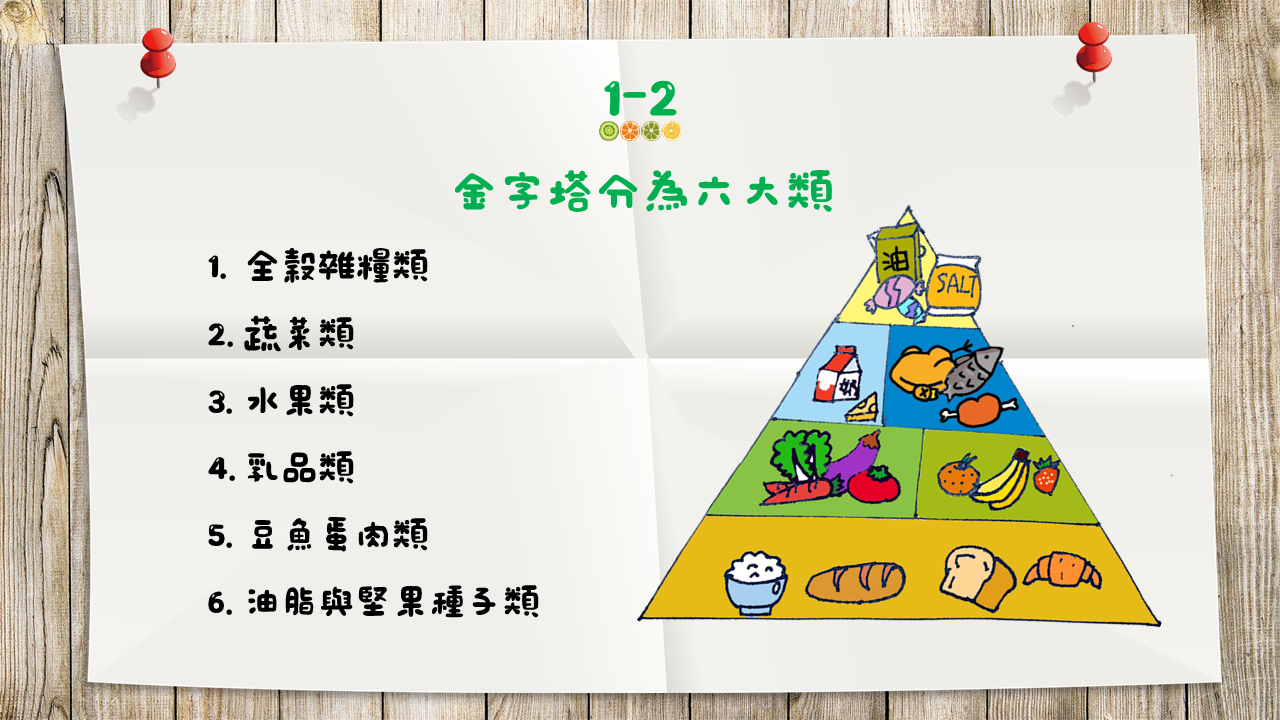 1-2
金字塔分為六大類
1. 全穀雜糧類
2. 蔬菜類
3. 水果類
4. 乳品類
5. 豆魚蛋肉類
6. 油脂與堅果種子類
油
SALT
奶